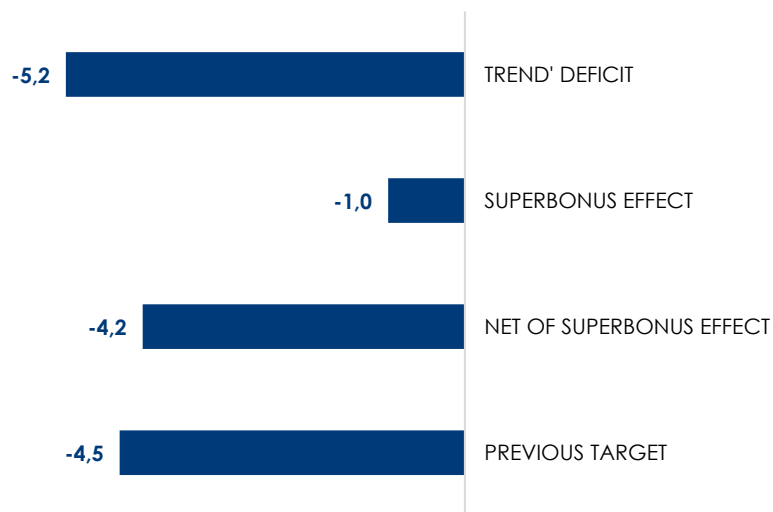 -5,2 TREND' DEFICIT
-1,0 SUPERBONUS EFFECT
-4,2 NET OF SUPERBONUS EFFECT
-4,5 PREVIOUS TARGET